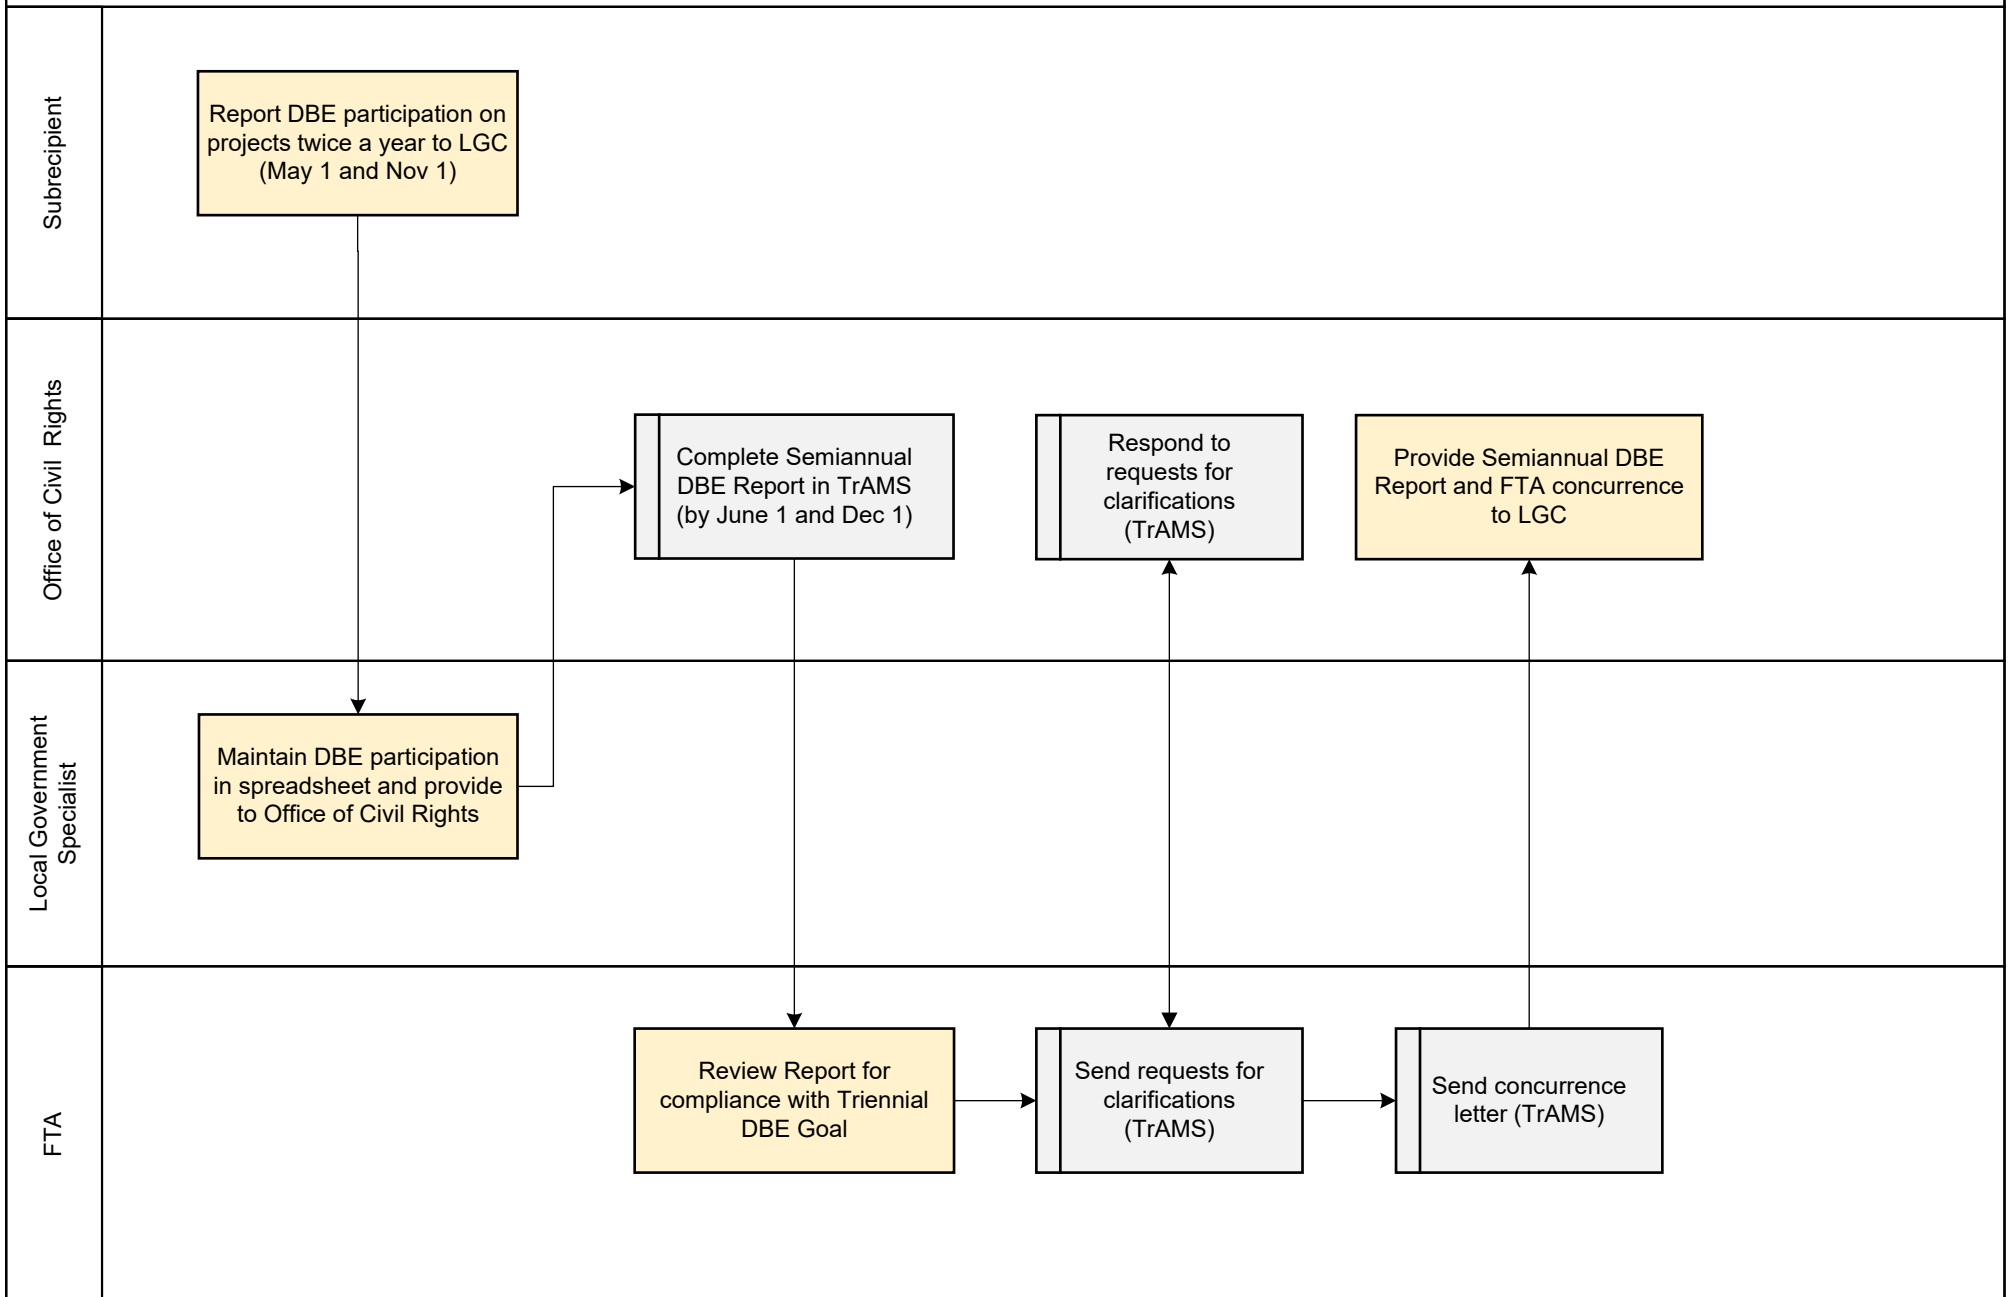 Subrecipient
Report DBE participation on
projects twice a year to LGC
(May 1 and Nov 1)
Office of Civil Rights
Complete Semiannual
DBE Report in TrAMS
(by June 1 and Dec 1)
Respond to
requests for
clarifications
(TrAMS)
Provide Semiannual DBE
Report and FTA concurrence
to LGC
Local Government
Specialist
Maintain DBE participation
in spreadsheet and provide
to Office of Civil Rights
FTA
Review Report for
compliance with Triennial
DBE Goal
Send requests for
clarifications
(TrAMS)
Send concurrence
letter (TrAMS)